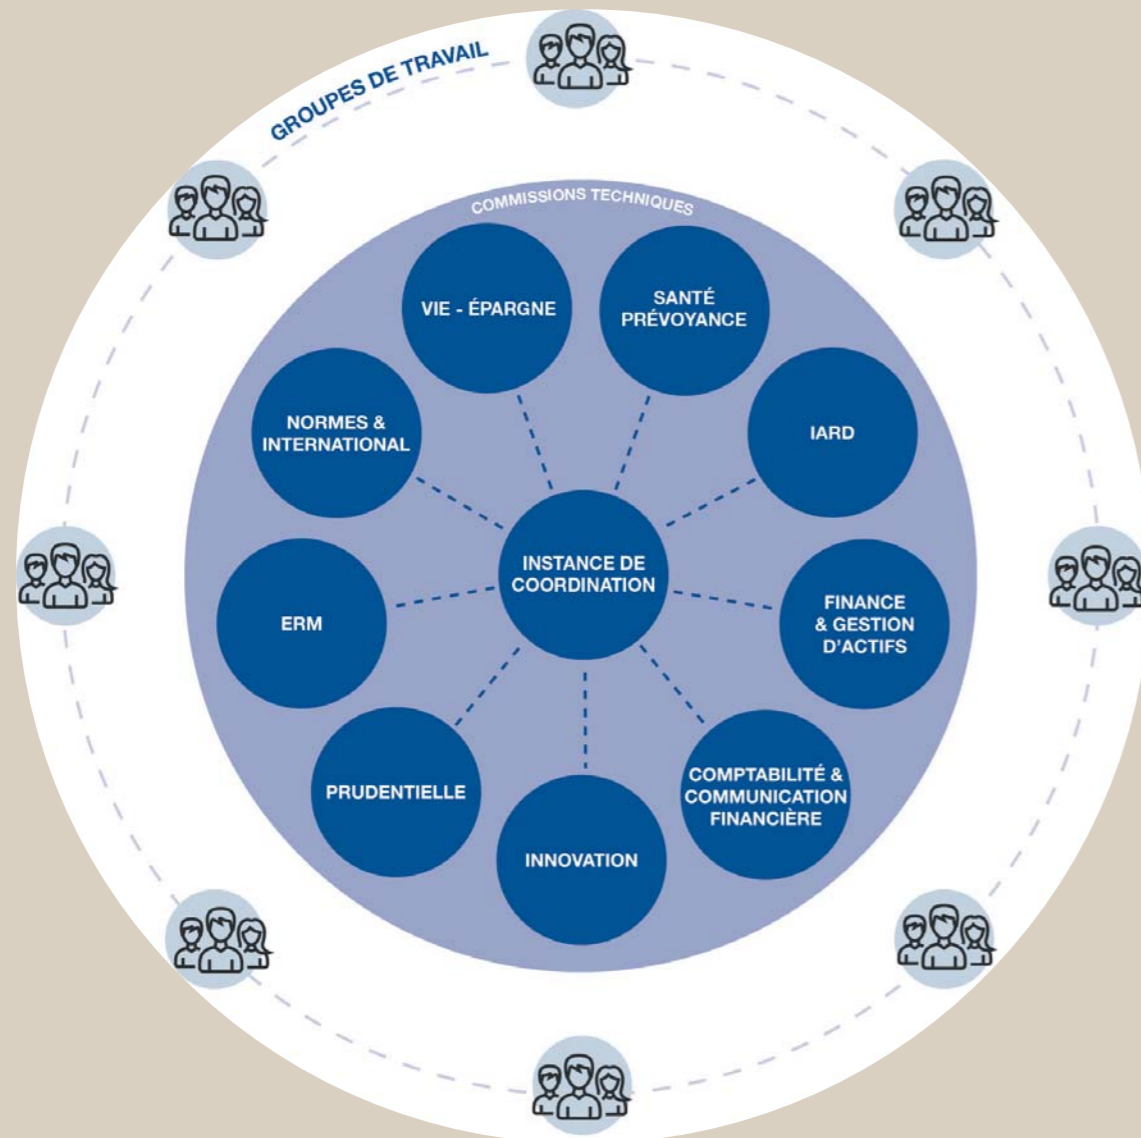 GROUPES DE TRAVAIL
COMMISSIONS TECHNIQUES
VIE - ÉPARGNE
SANTÉ
PRÉVOYANCE
NORMES &
INTERNATIONAL
IARD
INSTANCE DE
COORDINATION
ERM
FINANCE
& GESTION
D'ACTIFS
PRUDENTIELLE
COMPTABILITÉ &
COMMUNICATION
FINANCIÈRE
INNOVATION